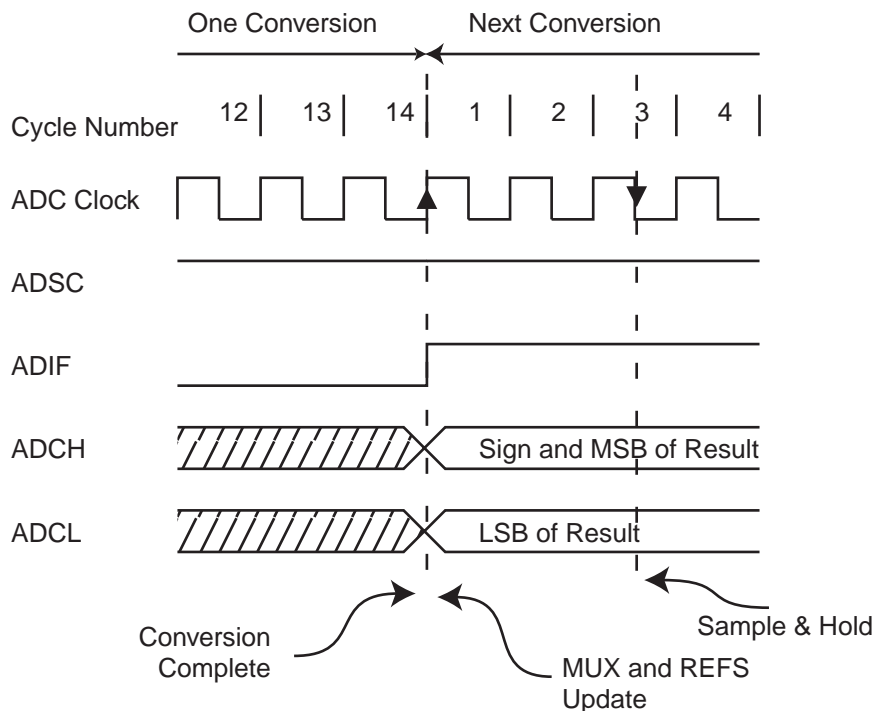 One Conversion Next Conversion
Cycle Number 12 13 14 1 2 3 4
ADC Clock
ADSC
ADIF
ADCH Sign and MSB of Result
ADCL LSB of Result
Sample & Hold
Conversion
Complete
MUX and REFS
Update